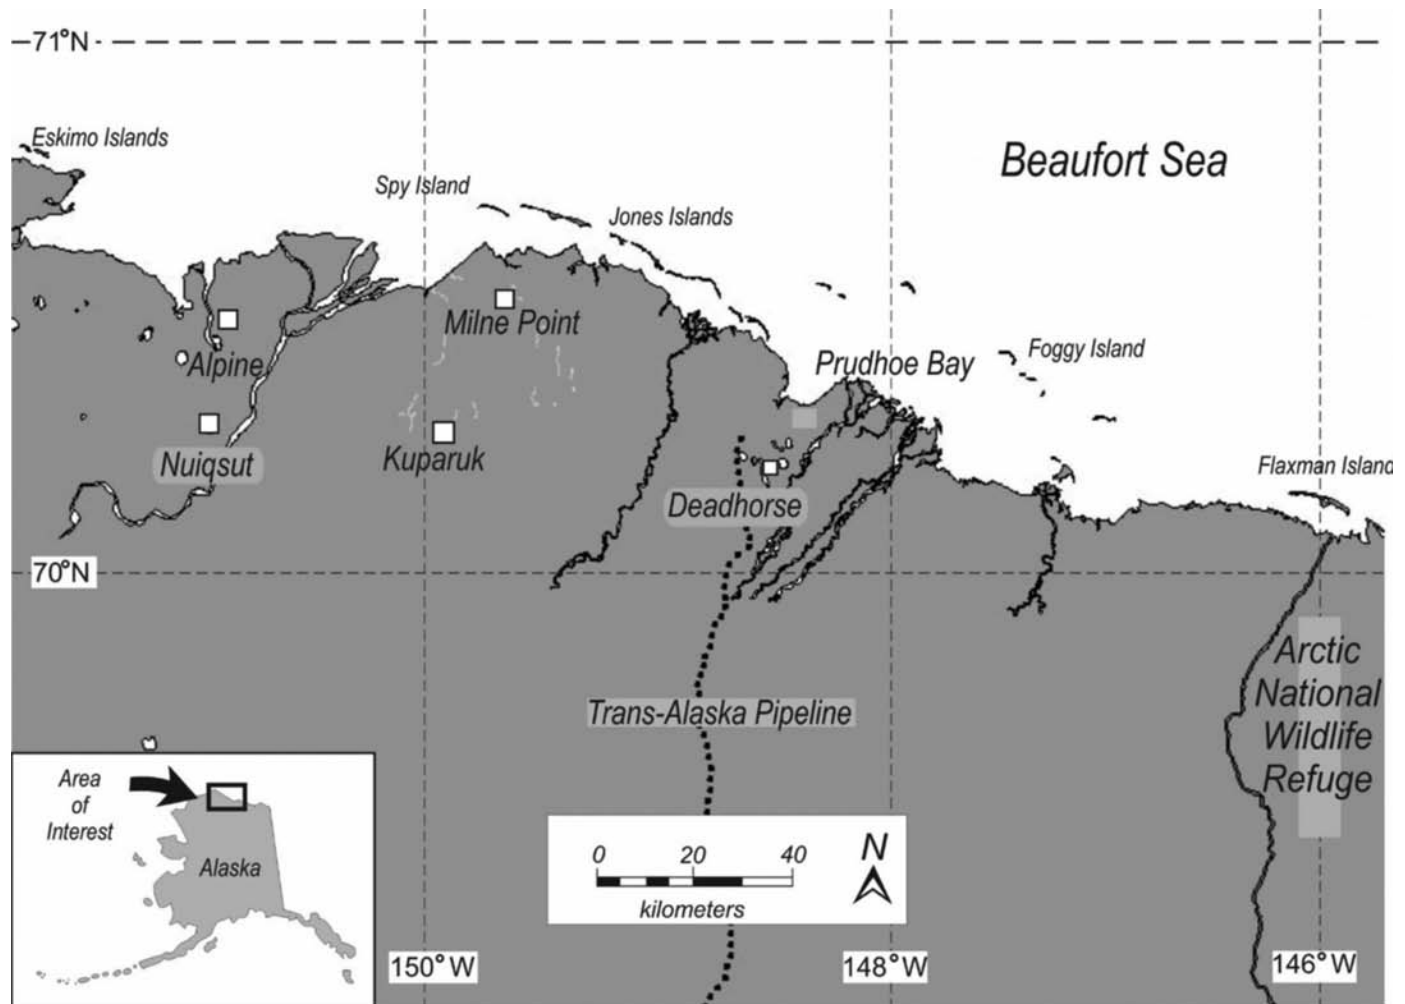 71°N
Eskimo Islands
Beaufort Sea
Spy Island
Jones Islands
Milne Point
Foggy Island
Prudhoe Bay
Alpine
Nuiqsut
Kuparuk
Flaxman Island
Deadhorse
70°N
Arctic
National
Wildlife
Refuge
Trans-Alaska Pipeline
Area
of
Interest
Alaska
0 20 40
kilometers
N
150°W
148°W
146°W